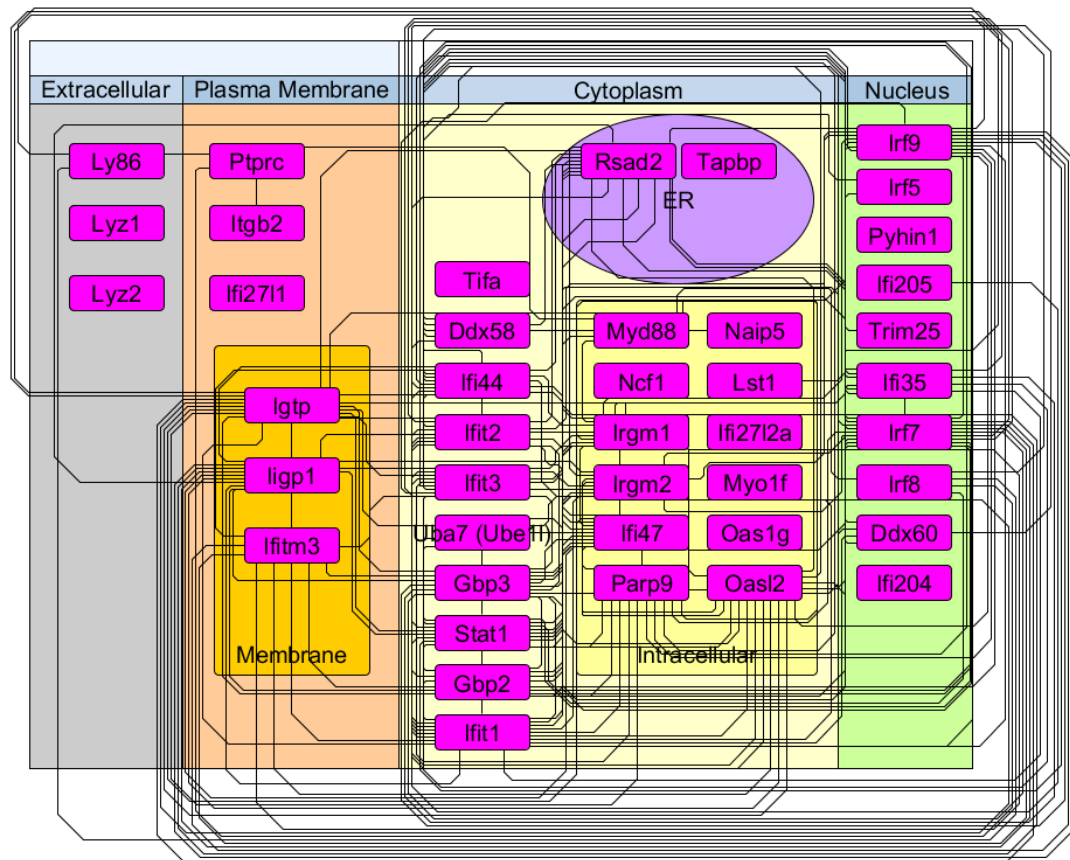 Extracellular
Plasma Membrane
Cytoplasm
Nucleus
Ly86
Lyz1
Lyz2
Ptprc
Itgb2
Ifi27l1
Igtp
Iigp1
Ifitm3
Membrane
Rsad2
Tapbp
ER
Tifa
Ddx58
Ifi44
Ifit2
Ifit3
Uba7 (Ube1l)
Gbp3
Stat1
Gbp2
Ifit1
Myd88
Naip5
Ncf1
Lst1
Irgm1
Ifi27l2a
Irgm2
Myo1f
Ifi47
Oas1g
Parp9
Oasl2
Intracellular
Irf9
Irf5
Pyhin1
Ifi205
Trim25
Ifi35
Irf7
Irf8
Ddx60
Ifi204